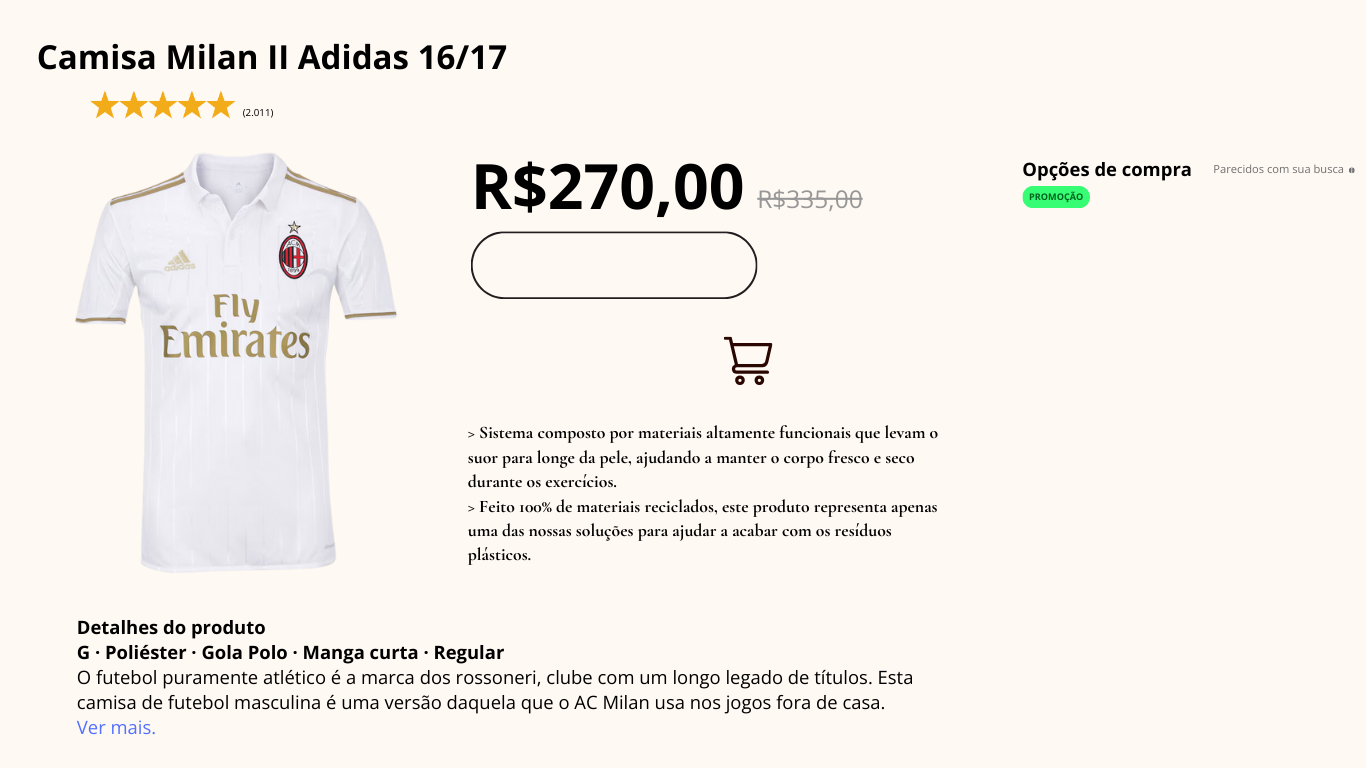 Camisa Milan II Adidas 16/17
(2.011)
R$270,00 R$335,00
Opções de compra
Parecidos com sua busca
PROMOÇÃO
adidas
Fly
Emirates
> Sistema composto por materiais altamente funcionais que levam o
suor para longe da pele, ajudando a manter o corpo fresco e seco
durante os exercícios.
> Feito 100% de materiais reciclados, este produto representa apenas
uma das nossas soluções para ajudar a acabar com os resíduos
plásticos.
Detalhes do produto
G · Poliéster · Gola Polo · Manga curta · Regular
O futebol puramente atlético é a marca dos rossoneri, clube com um longo legado de títulos. Esta
camisa de futebol masculina é uma versão daquela que o AC Milan usa nos jogos fora de casa.
Ver mais.